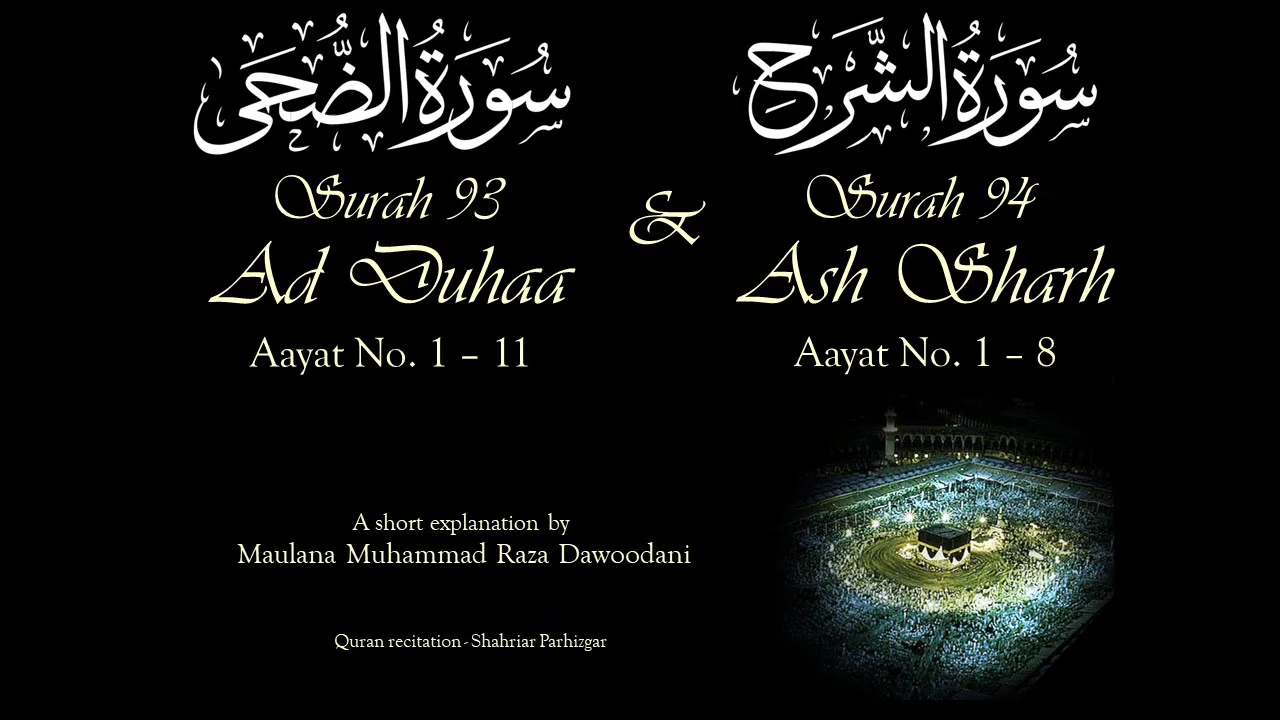 سُورَةُ الضُّحَى
Surah 93
Ad Duhaa
Aayat No. 1 – 11
&
سُورَةُ الشَّرْحِ
Surah 94
Ash Sharh
Aayat No. 1 – 8
A short explanation by
Maulana Muhammad Raza Dawoodani
Quran recitation - Shahriar Parhizgar